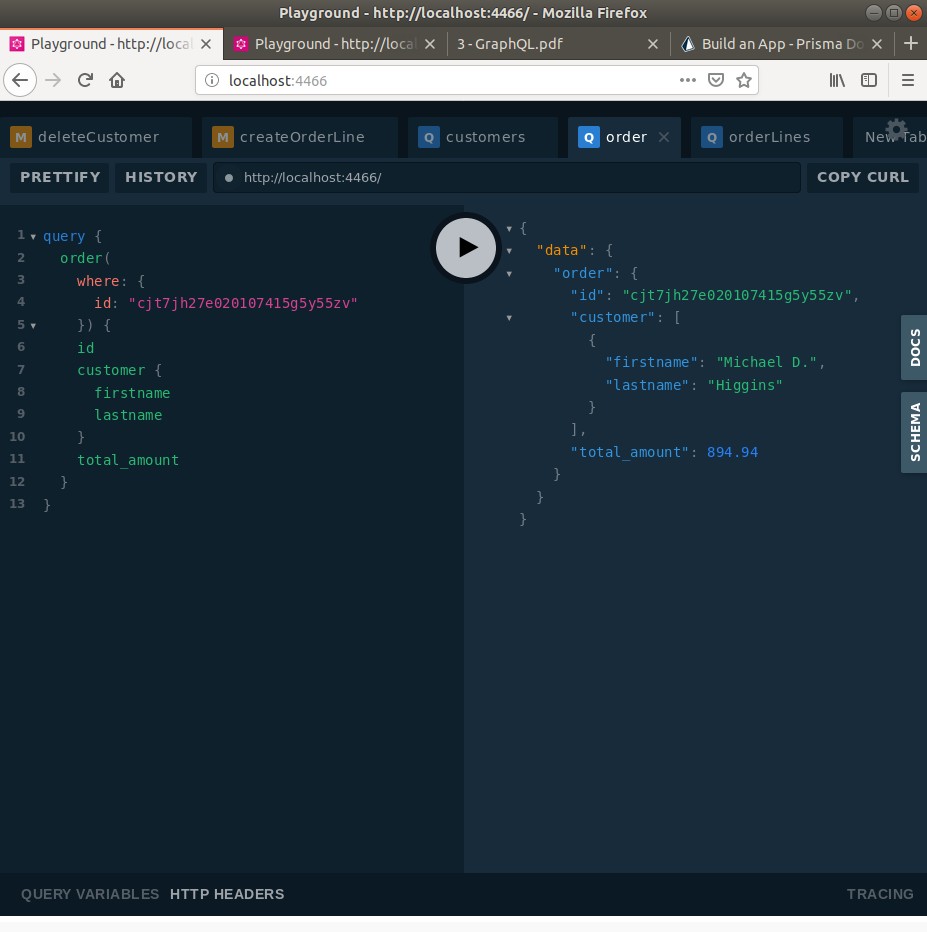 Playground - http://localhost:4466/ - Mozilla Firefox
Playground - http://local
Playground - http://local
3 - GraphQL.pdf
Build an App - Prisma Do
localhost:4466
M deleteCustomer
M createOrderLine
Q customers
Q order
Q orderLines
New Tab
PRETTIFY
HISTORY
http://localhost:4466/
COPY CURL
1 query {
2 order(
3 where: {
4 id: "cjt7jh27e020107415g5y55zv"
5 }) {
6 id
7 customer {
8 firstname
9 lastname
10 }
11 total_amount
12 }
13 }
{
"data": {
"order": {
"id": "cjt7jh27e020107415g5y55zv",
"customer": [
{
"firstname": "Michael D.",
"lastname": "Higgins"
}
],
"total_amount": 894.94
}
}
}
DOCS
SCHEMA
QUERY VARIABLES
HTTP HEADERS
TRACING